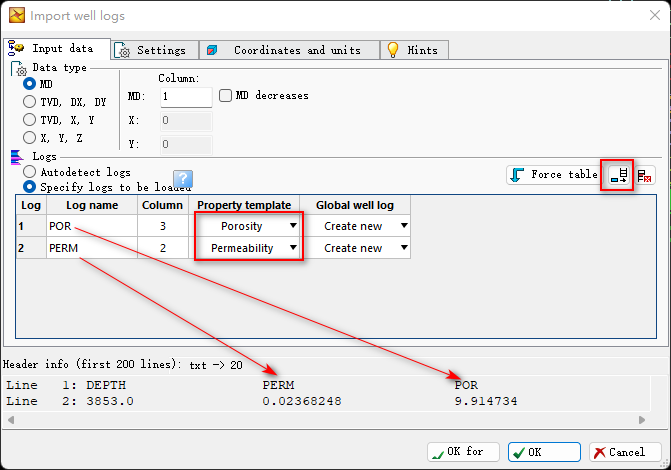 Import well logs
Input data Settings Coordinates and units Hints
Data type
MD
TVD, DX, DY
TVD, X, Y
X, Y, Z
Column:
MD: 1 MD decreases
X: 0
Y: 0
Logs
Autodetect logs
Specify logs to be loaded
?
Force table
Log Log name Column Property template Global well log
1 POR 3 Porosity Create new
2 PERM 2 Permeability Create new
Header info (first 200 lines): txt -> 20
Line 1: DEPTH PERM POR
Line 2: 3853.0 0.02368248 9.914734
OK for OK Cancel